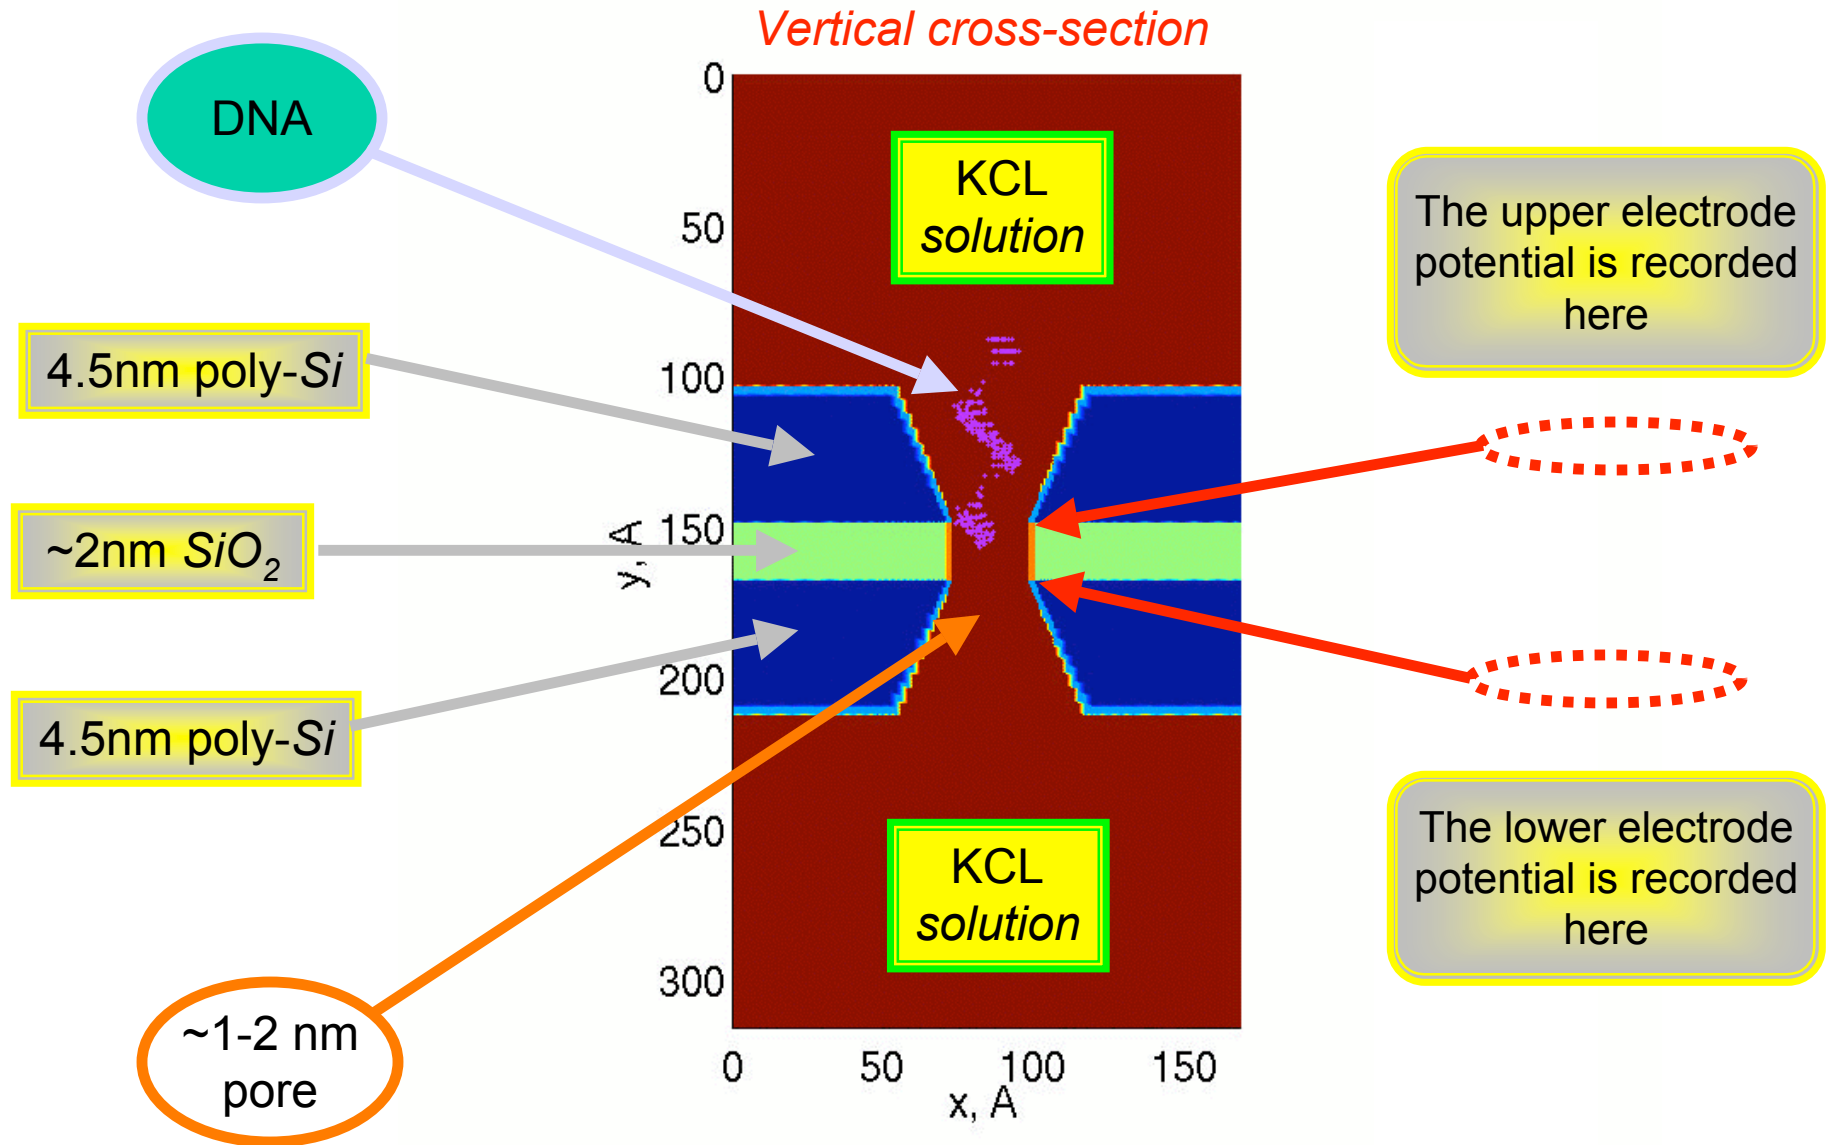 Vertical cross-section
DNA
4.5nm poly-Si
~2nm SiO2
4.5nm poly-Si
~1-2 nm
pore
0
50
100
150
200
250
300
y, A
KCL
solution
KCL
solution
0
50
100
150
x, A
The upper electrode
potential is recorded
here
The lower electrode
potential is recorded
here